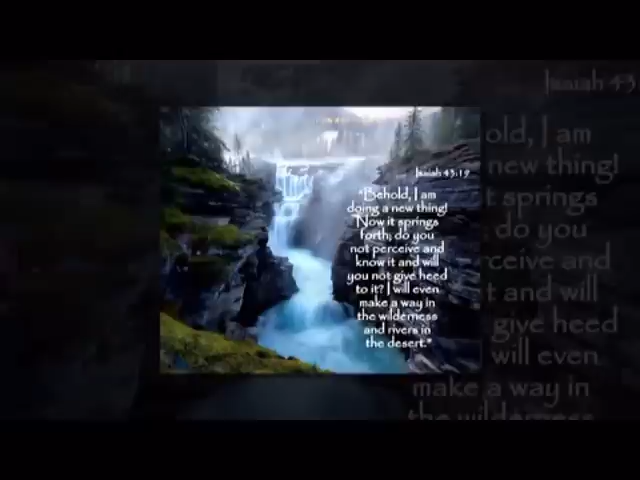 Isaiah 43
Isaiah 43:19
"Behold, I am
doing a new thing!
Now it springs
forth; do you
not perceive and
know it and will
you not give heed
to it? I will even
make a way in
the wilderness
and rivers in
the desert."
old, I am
new thing!
t springs
; do you
rceive and
t and will
give heed
will even
make a way in
the wilderness